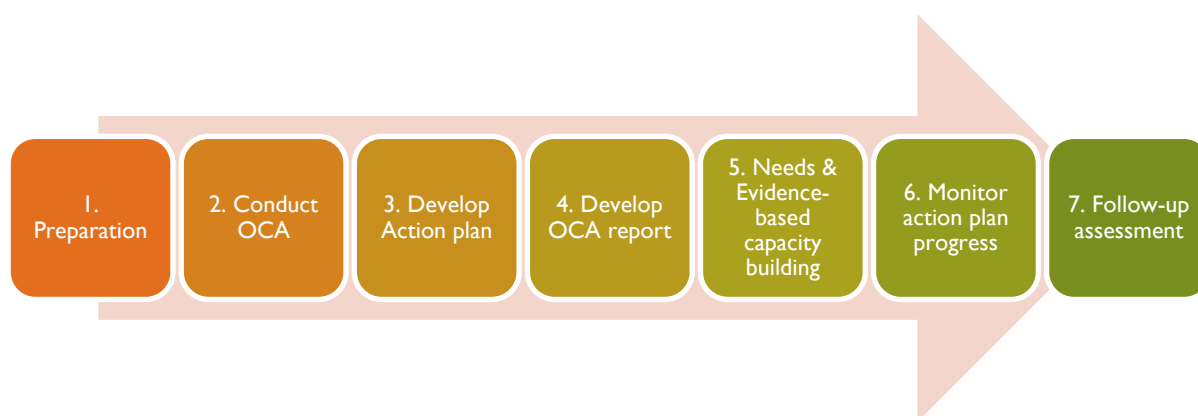 1.
Preparation
2. Conduct
OCA
3. Develop
Action plan
4. Develop
OCA report
5. Needs &
Evidence-
based
capacity
building
6. Monitor
action plan
progress
7. Follow-up
assessment